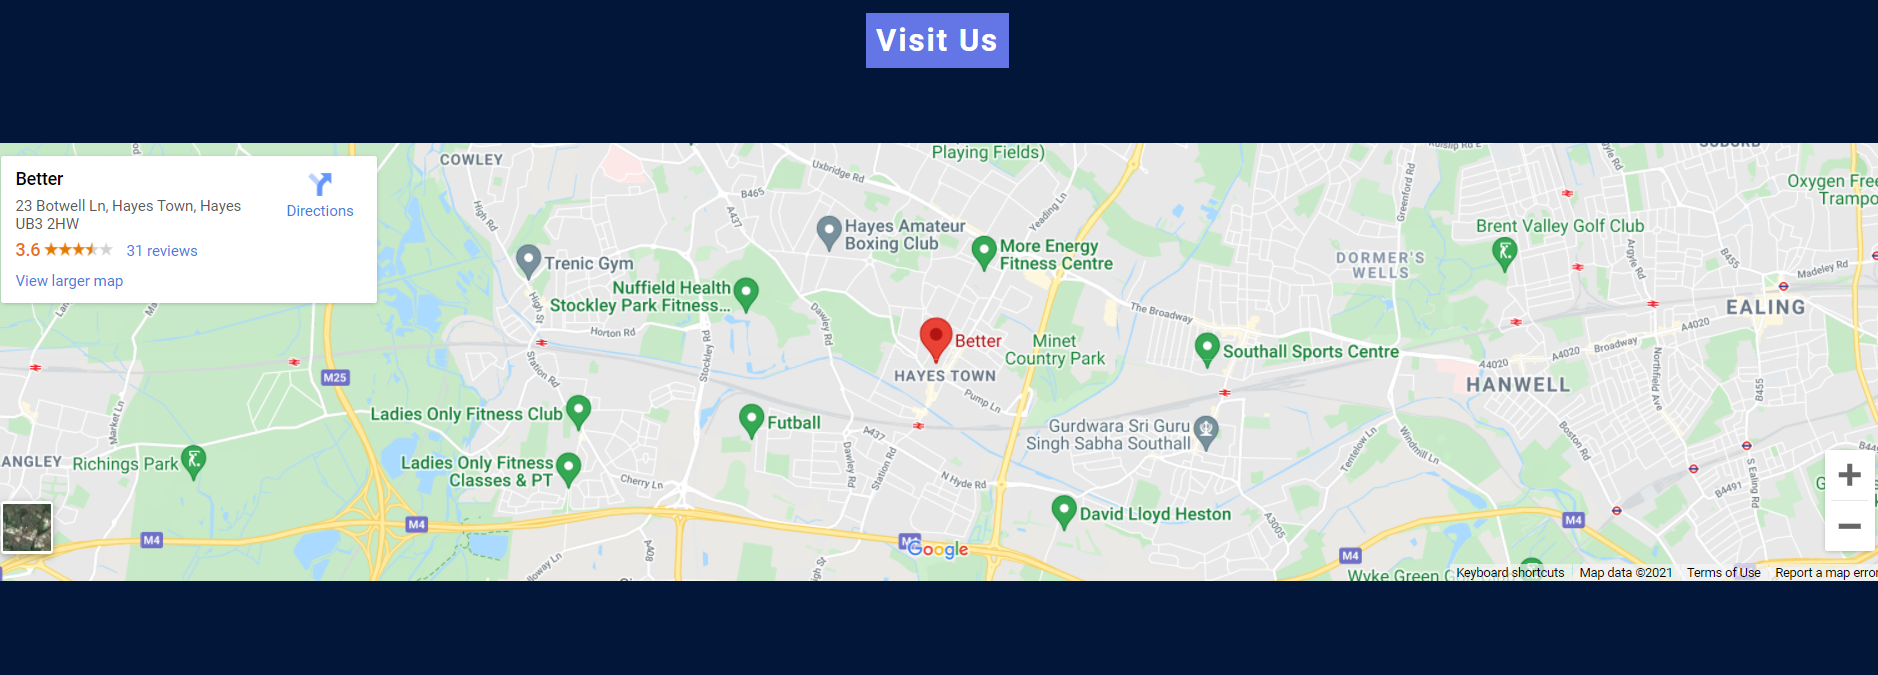 Visit Us
Better
23 Botwell Ln, Hayes Town, Hayes
UB3 2HW
3.6
31 reviews
View larger map
Directions
COWLEY
Playing Fields)
Uxbridge Rd
B465
A437
High Rd
Yeading Ln
Greenford Rd
Ruislip Rd E
Argyle Rd
SUBURB
Oxygen Free
Trampo
Hayes Amateur
Boxing Club
More Energy
Fitness Centre
Brent Valley Golf Club
Argyle Rd
B455
Madeley Rd
Trenic Gym
DORMER'S
WELLS
Nuffield Health
Stockley Park Fitness...
High St
Horton Rd
Dawley Rd
The Broadway
EALING
A4020
Better
Minet
Country Park
Southall Sports Centre
A4020
Broadway
A4020
HAYES TOWN
HANWELL
Northfield Ave
B455
M25
Station Rd
Stockley Rd
Pump Ln
Market Ln
Ladies Only Fitness Club
Futball
A437
Gurdwara Sri Guru
Singh Sabha Southall
Tentelow Ln
Windmill Ln
Boston Rd
ANGLEY
Richings Park
Ladies Only Fitness
Classes & PT
Cherry Ln
Dawley Rd
Station Rd
N Hyde Rd
S Ealing Rd
B4491
David Lloyd Heston
A3005
M4
M4
M4
M4
M4
A408
Google
Wyke Green G
Keyboard shortcuts
Map data ©2021
Terms of Use
Report a map error